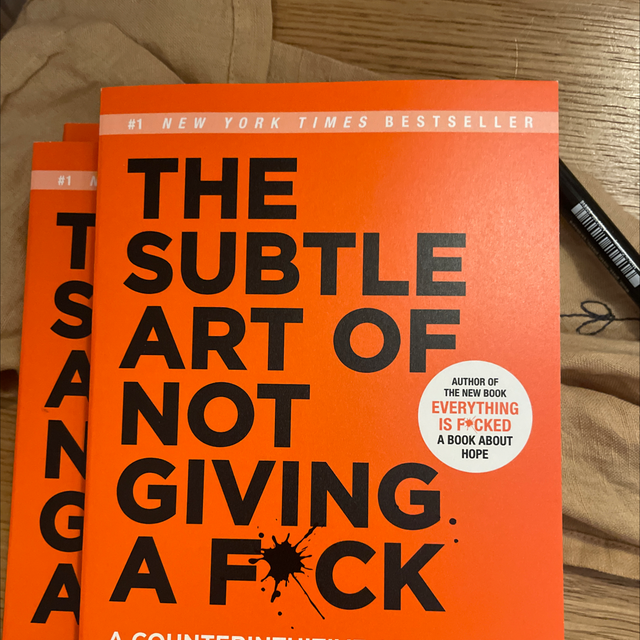 #1 NEW YORK TIMES BESTSELLER
THE
SUBTLE
ART OF
NOT
GIVING
A F*CK
AUTHOR OF
THE NEW BOOK
EVERYTHING
IS F*CKED
A BOOK ABOUT
HOPE
#1
T
S
A
N
G
A